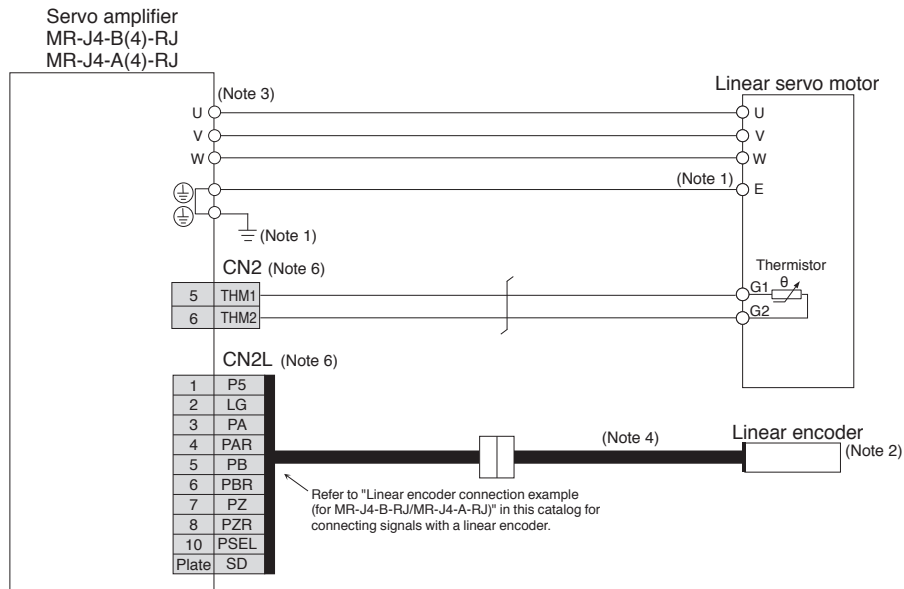 Servo amplifier
MR-J4-B(4)-RJ
MR-J4-A(4)-RJ
Linear servo motor
(Note 3)
U U
V V
W W
(Note 1) E
(Note 1)
CN2 (Note 6)
Thermistor
θ
5 THM1 G1
6 THM2 G2
CN2L (Note 6)
1 P5
2 LG
3 PA
4 PAR
5 PB
6 PBR
7 PZ
8 PZR
10 PSEL
Plate SD
(Note 4)
Linear encoder
(Note 2)
Refer to "Linear encoder connection example
(for MR-J4-B-RJ/MR-J4-A-RJ)" in this catalog for
connecting signals with a linear encoder.